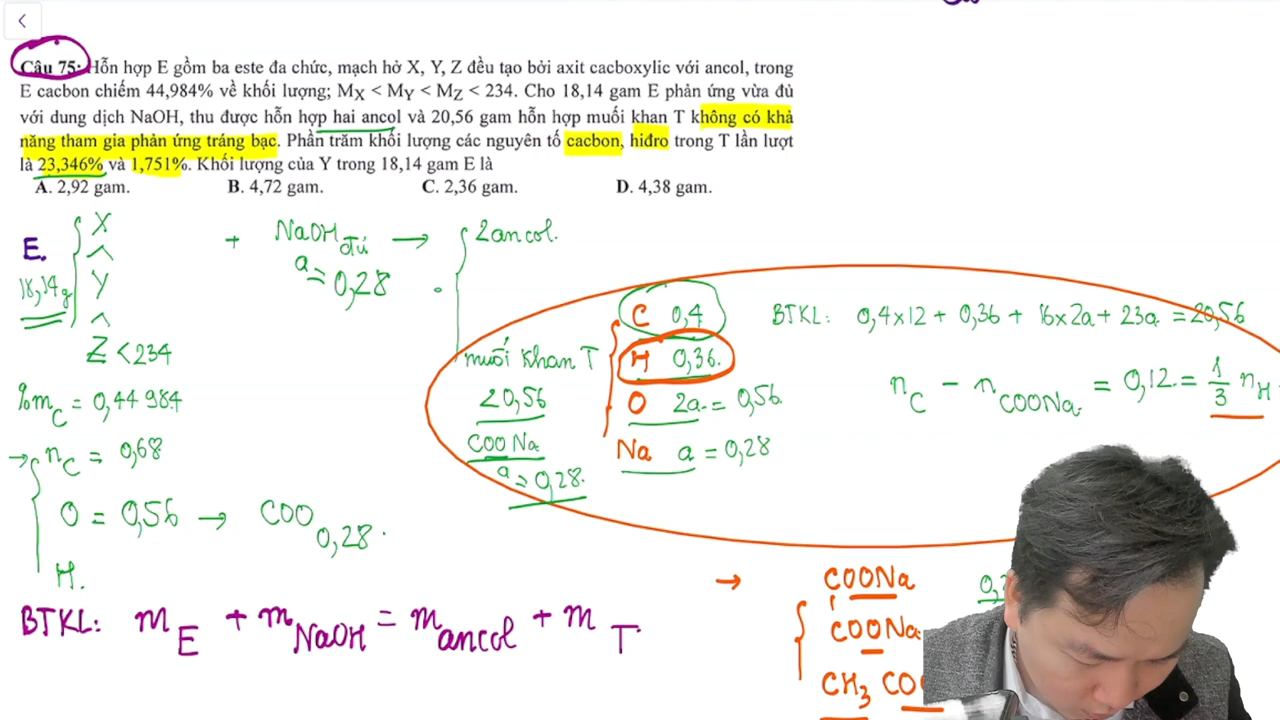 Câu 75: Hỗn hợp E gồm ba este đa chức, mạch hở X, Y, Z đều tạo bởi axit cacboxylic với ancol, trong
E cacbon chiếm 44,984% về khối lượng; Mx < My < Mz < 234. Cho 18,14 gam E phản ứng vừa đủ
với dung dịch NaOH, thu được hỗn hợp hai ancol và 20,56 gam hỗn hợp muối khan T không có khả
năng tham gia phản ứng tráng bạc. Phần trăm khối lượng các nguyên tố cacbon, hiđro trong T lần lượt
là 23,346% và 1,751%. Khối lượng của Y trong 18,14 gam E là
A. 2,92 gam. B. 4,72 gam. C. 2,36 gam. D. 4,38 gam.
E. 18,14g { X < Y < Z < 234
+ NaOH đủ → { 2 ancol.
a = 0,28
muối khan T
20,56
COONa
a = 0,28.
C 0,4
H 0,36.
O 2a = 0,56.
Na a = 0,28
BTKL: 0,4x12 + 0,36 + 16x2a + 23a = 20,56
nC - nCOONa = 0,12 = 1/3 nH
%mC = 0,44984
→ { nC = 0,68
O = 0,56 → COO 0,28.
H.
BTKL: mE + mNaOH = mancol + mT
→ { COONa
COONa
CH3 COO